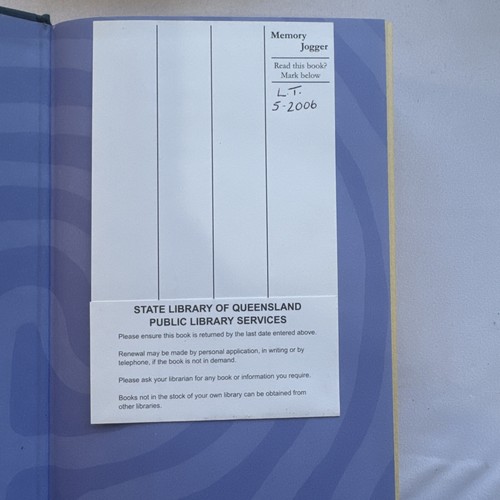 Memory
Jogger
Read this book?
Mark below
L.T.
5-2006
STATE LIBRARY OF QUEENSLAND
PUBLIC LIBRARY SERVICES
Please ensure this book is returned by the last date entered above.
Renewal may be made by personal application, in writing or by
telephone, if the book is not in demand.
Please ask your librarian for any book or information you require.
Books not in the stock of your own library can be obtained from
other libraries.